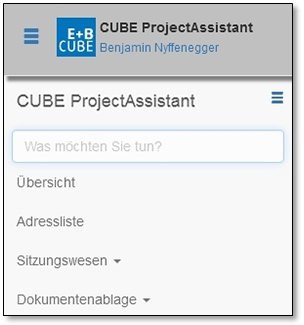 E+B
CUBE
CUBE ProjectAssistant
Benjamin Nyffenegger
CUBE ProjectAssistant
Was möchten Sie tun?
Übersicht
Adressliste
Sitzungswesen
Dokumentenablage